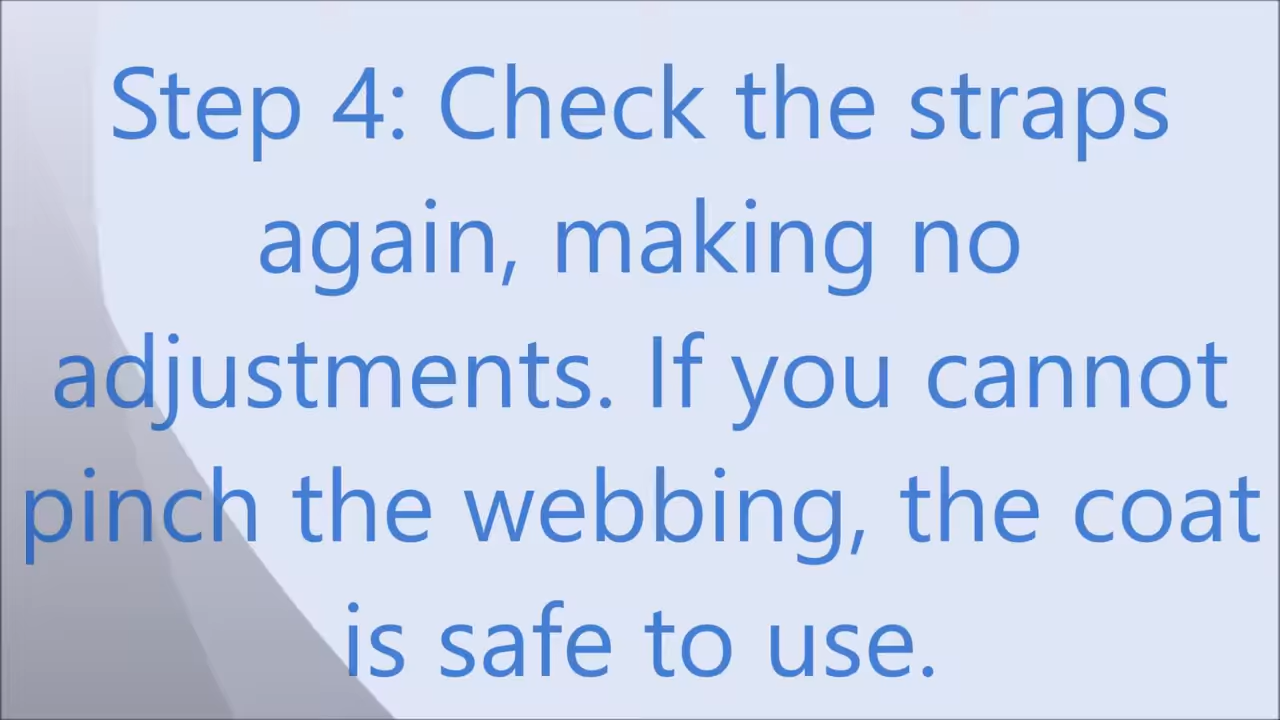 Step 4: Check the straps
again, making no
adjustments. If you cannot
pinch the webbing, the coat
is safe to use.